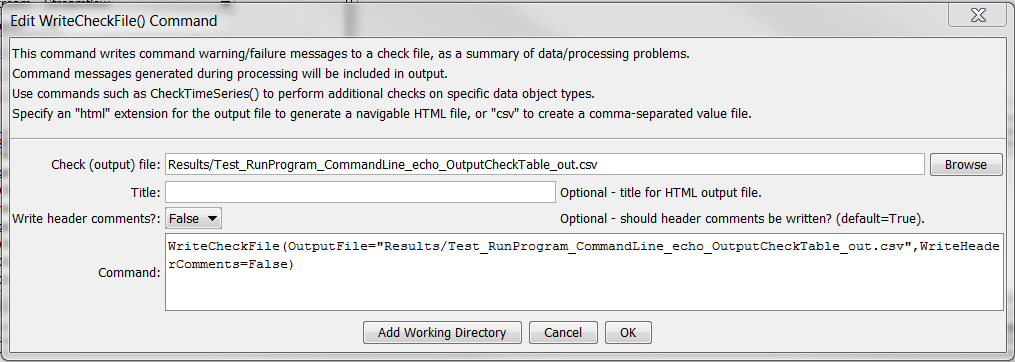 Edit WriteCheckFile() Command
This command writes command warning/failure messages to a check file, as a summary of data/processing problems.
Command messages generated during processing will be included in output.
Use commands such as CheckTimeSeries() to perform additional checks on specific data object types.
Specify an "html" extension for the output file to generate a navigable HTML file, or "csv" to create a comma-separated value file.
Check (output) file: Results/Test_RunProgram_CommandLine_echo_OutputCheckTable_out.csv Browse
Title: Optional - title for HTML output file.
Write header comments?: False Optional - should header comments be written? (default=True).
Command: WriteCheckFile(OutputFile="Results/Test_RunProgram_CommandLine_echo_OutputCheckTable_out.csv",WriteHeade
rComments=False)
Add Working Directory Cancel OK